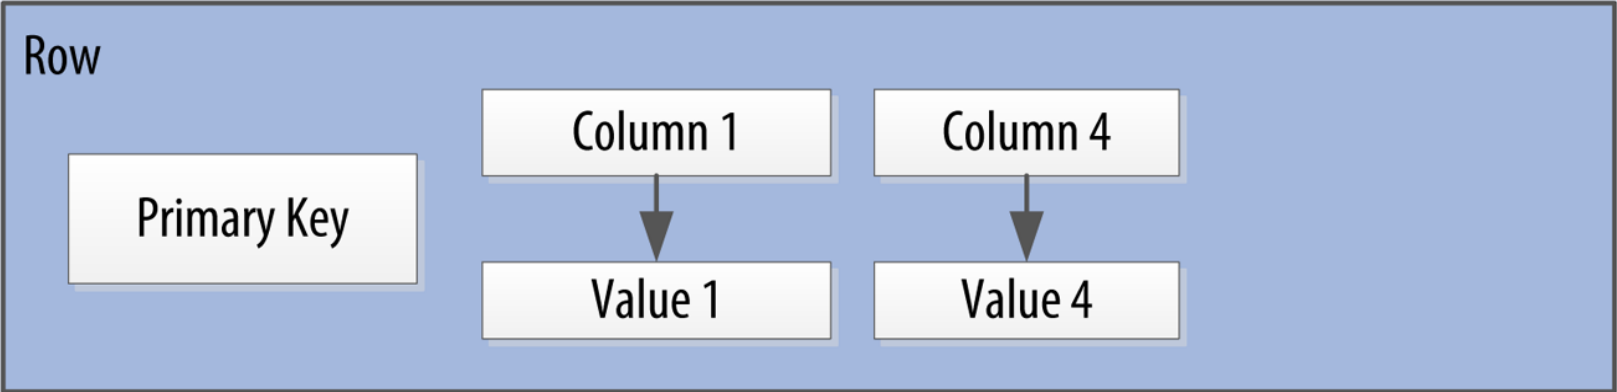 Row
Column 1
Column 4
Primary Key
Value 1
Value 4